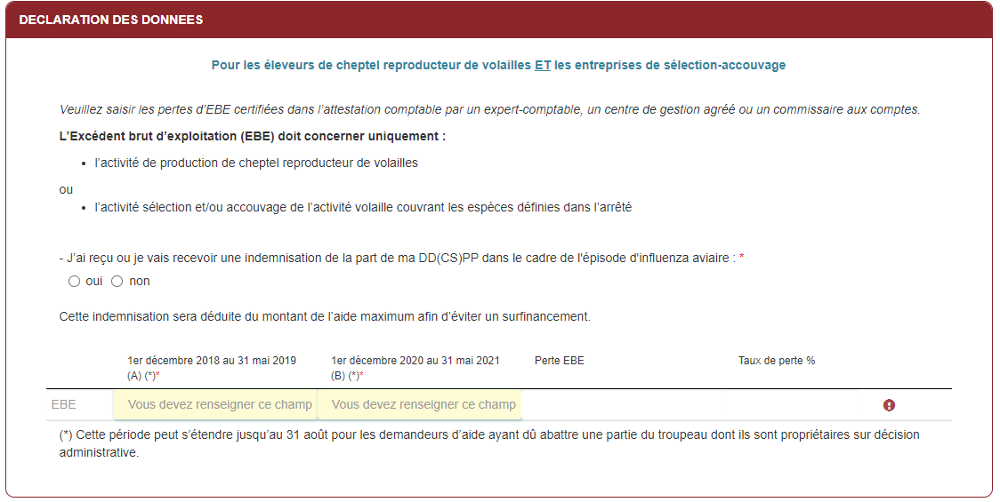 DECLARATION DES DONNEES
Pour les éleveurs de cheptel reproducteur de volailles ET les entreprises de sélection-accouvage
Veuillez saisir les pertes d’EBE certifiées dans l’attestation comptable par un expert-comptable, un centre de gestion agréé ou un commissaire aux comptes.
L’Excédent brut d’exploitation (EBE) doit concerner uniquement :
• l’activité de production de cheptel reproducteur de volailles
ou
• l’activité sélection et/ou accouvage de l’activité volaille couvrant les espèces définies dans l’arrêté
- J’ai reçu ou je vais recevoir une indemnisation de la part de ma DD(CS)PP dans le cadre de l'épisode d'influenza aviaire : *
oui non
Cette indemnisation sera déduite du montant de l’aide maximum afin d’éviter un surfinancement.
1er décembre 2018 au 31 mai 2019
(A) (*)*
1er décembre 2020 au 31 mai 2021
(B) (*)*
Perte EBE
Taux de perte %
EBE
Vous devez renseigner ce champ
Vous devez renseigner ce champ
(*) Cette période peut s’étendre jusqu’au 31 août pour les demandeurs d’aide ayant dû abattre une partie du troupeau dont ils sont propriétaires sur décision
administrative.